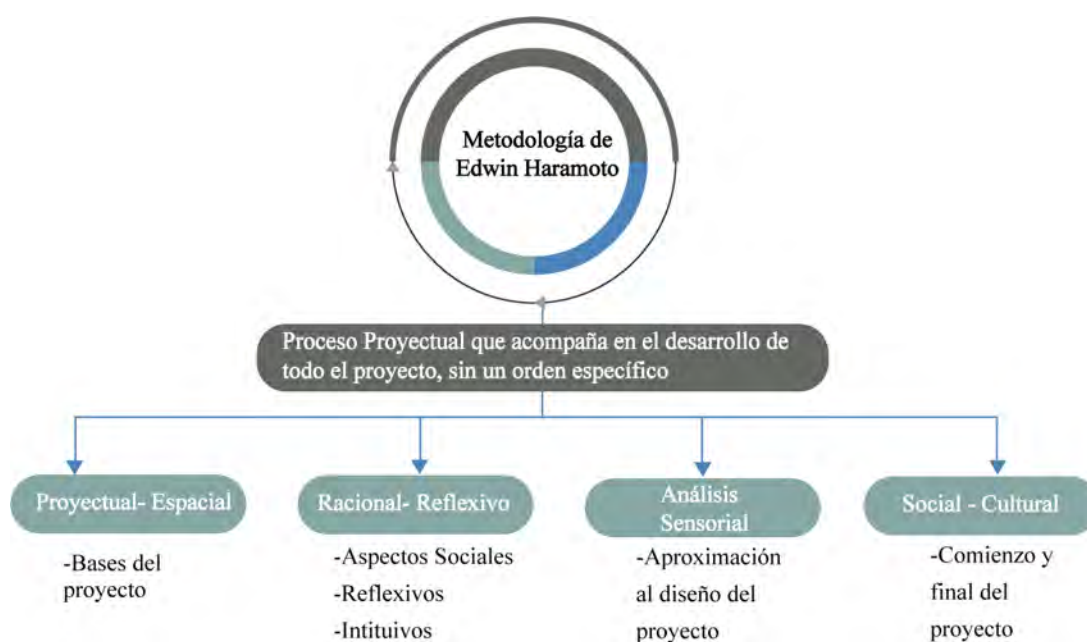 Metodología de
Edwin Haramoto
Proceso Proyectual que acompaña en el desarrollo de
todo el proyecto, sin un orden específico
Proyectual- Espacial
-Bases del
proyecto
Racional- Reflexivo
-Aspectos Sociales
-Reflexivos
-Intituivos
Análisis
Sensorial
-Aproximación
al diseño del
proyecto
Social - Cultural
-Comienzo y
final del
proyecto